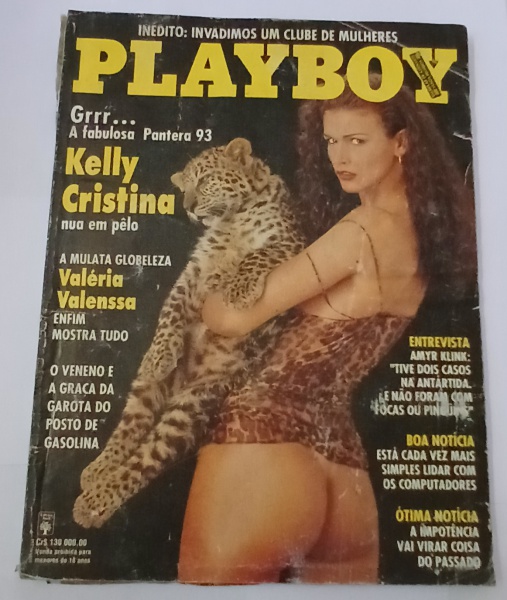 INÉDITO: INVADIMOS UM CLUBE DE MULHERES
PLAYBOY
Grrr...
A fabulosa Pantera 93
Kelly
Cristina
nua em pêlo
A MULATA GLOBELEZA
Valéria
Valenssa
ENFIM
MOSTRA TUDO
O VENENO E
A GRAÇA DA
GAROTA DO
POSTO DE
GASOLINA
ENTREVISTA
AMYR KLINK:
"TIVE DOIS CASOS
NA ANTÁRTIDA.
E NÃO FORAM COM
FOCAS OU PINGÜINS"
BOA NOTÍCIA
ESTÁ CADA VEZ MAIS
SIMPLES LIDAR COM
OS COMPUTADORES
ÓTIMA NOTÍCIA
A IMPOTÊNCIA
VAI VIRAR COISA
DO PASSADO
Cr$ 130 000,00
Venda proibida para
menores de 18 anos